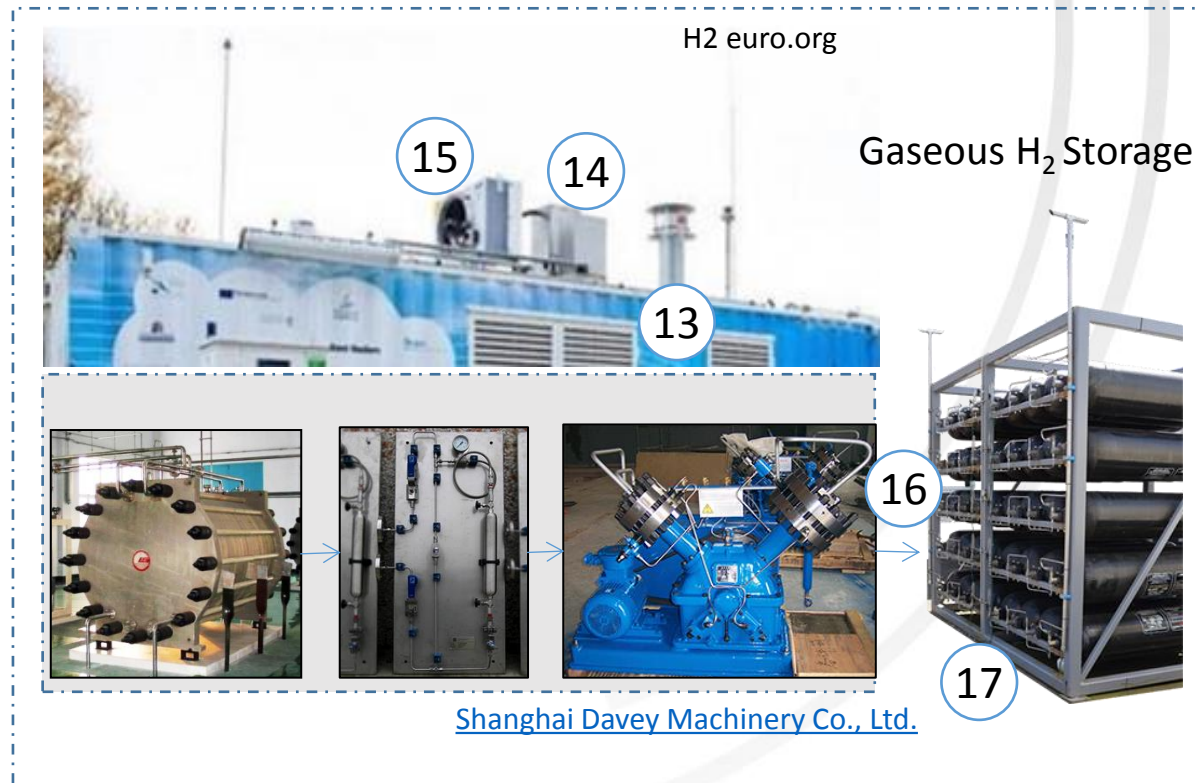 H2 euro.org
15
14
Gaseous H₂ Storage
13
16
17
Shanghai Davey Machinery Co., Ltd.